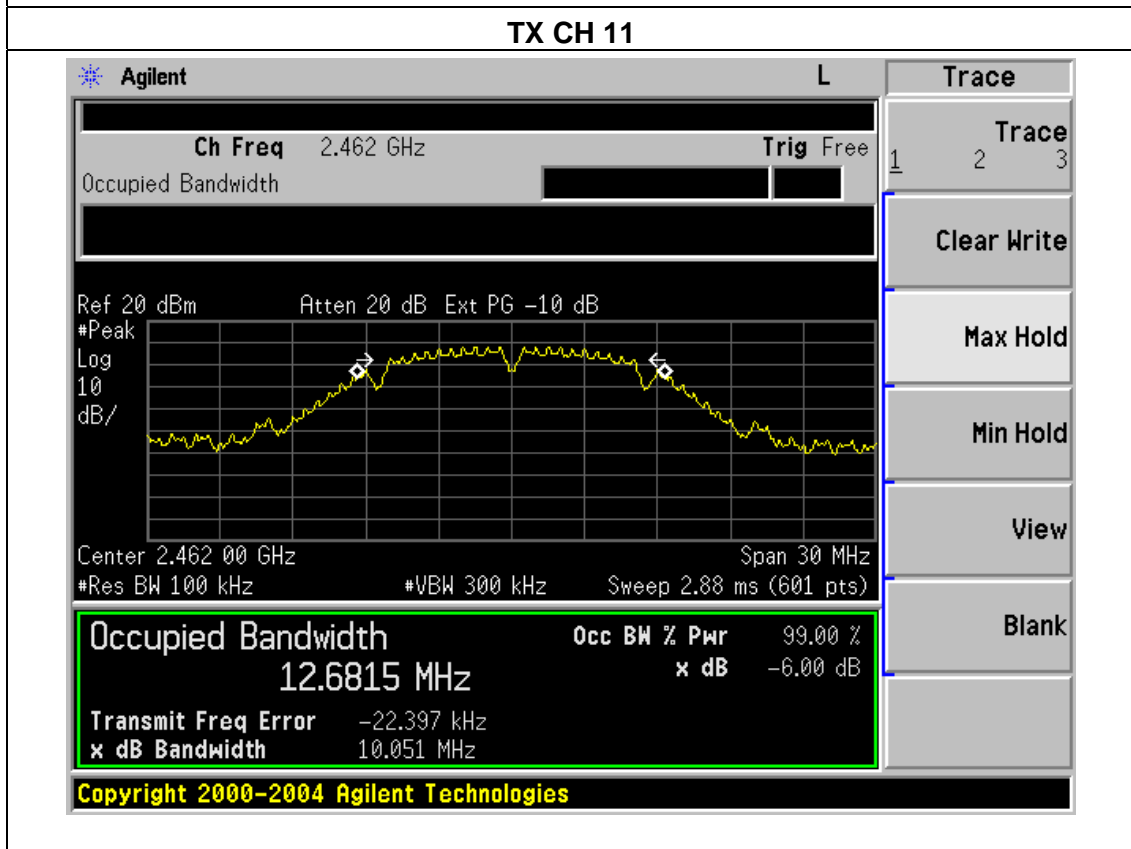 TX CH 11
Agilent L Trace
Ch Freq 2.462 GHz Trig Free
Occupied Bandwidth
Trace
1 2 3
Clear Write
Max Hold
Min Hold
View
Blank
Ref 20 dBm Atten 20 dB Ext PG −10 dB
#Peak
Log
10
dB/
Center 2.462 00 GHz Span 30 MHz
#Res BW 100 kHz #VBW 300 kHz Sweep 2.88 ms (601 pts)
Occupied Bandwidth Occ BW % Pwr 99.00 %
12.6815 MHz x dB −6.00 dB
Transmit Freq Error −22.397 kHz
x dB Bandwidth 10.051 MHz
Copyright 2000-2004 Agilent Technologies